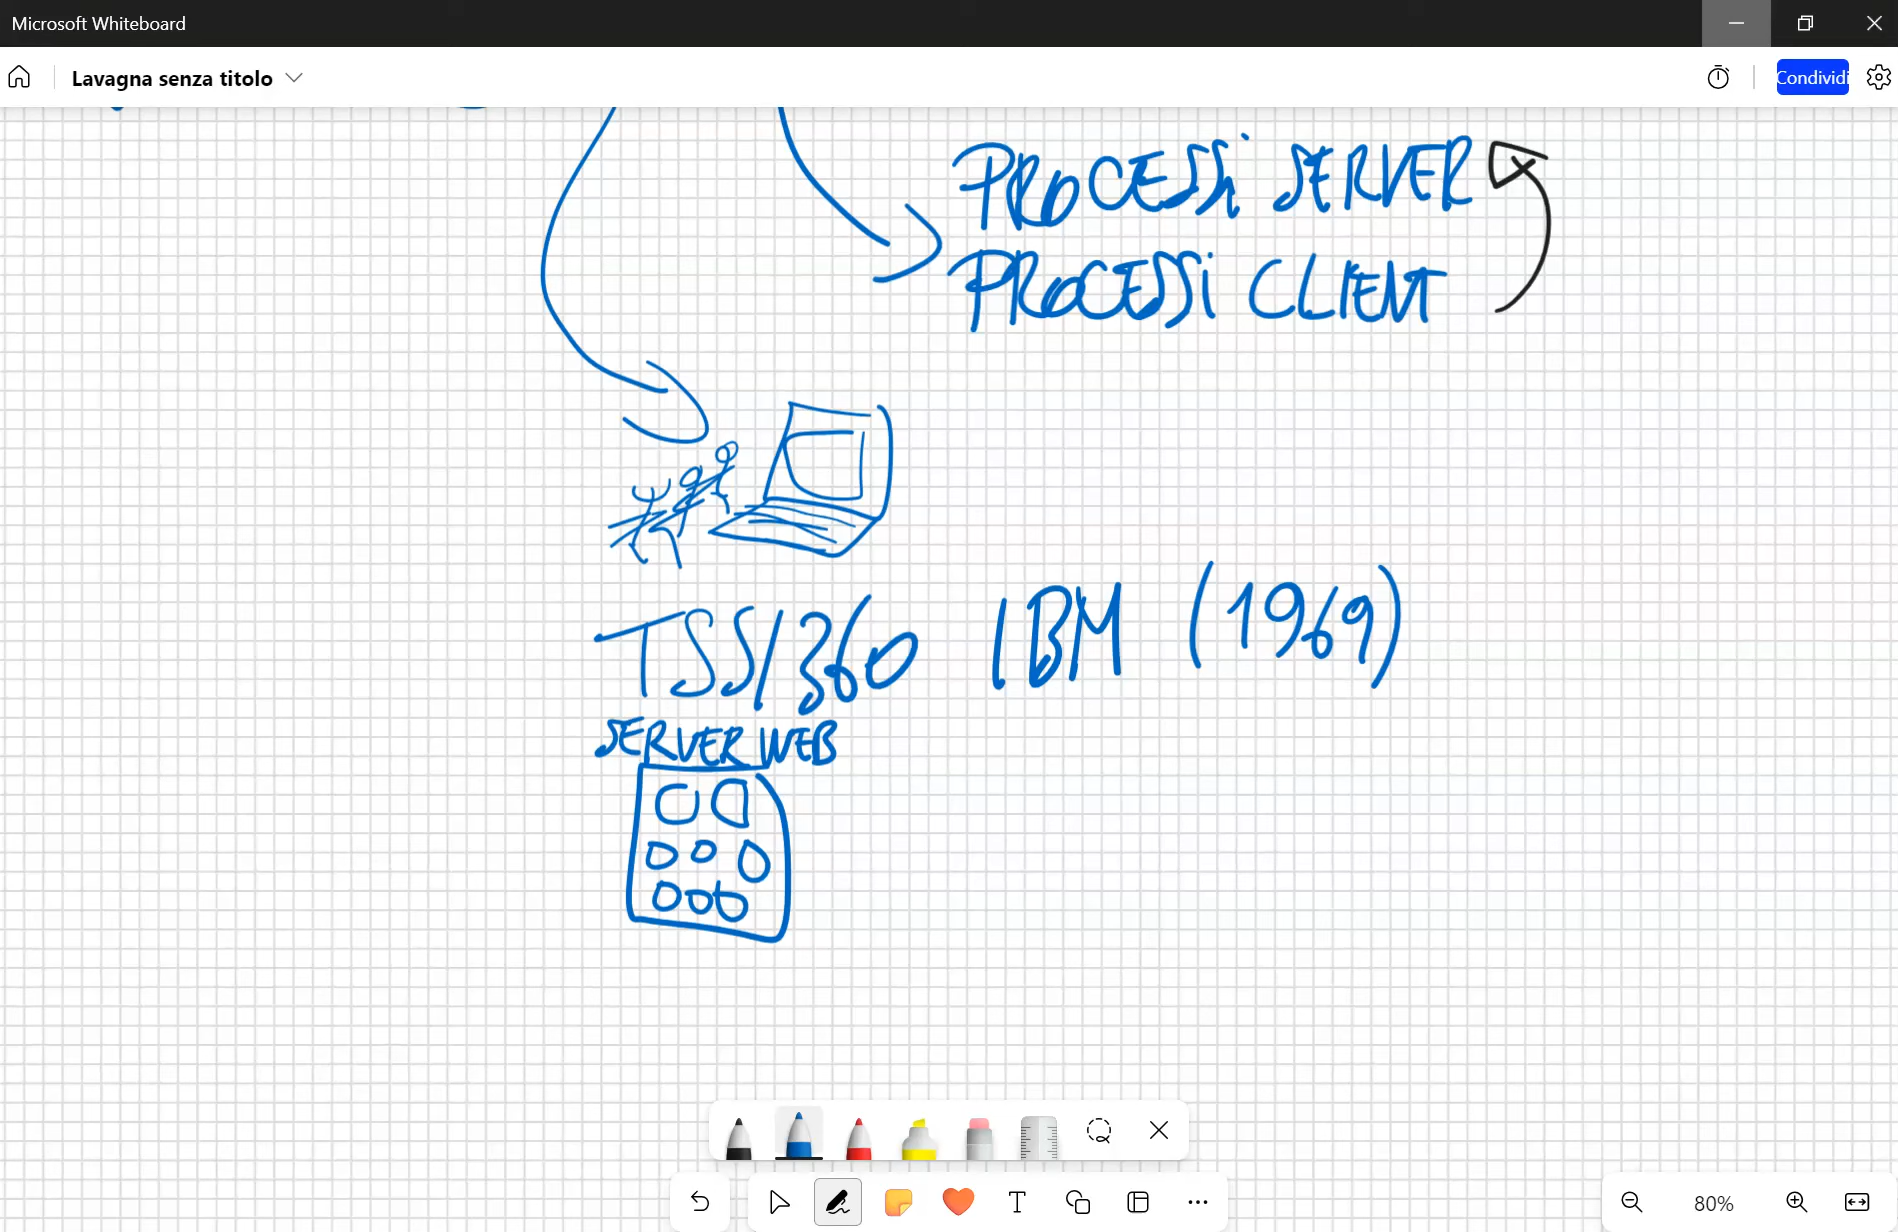 Microsoft Whiteboard
Lavagna senza titolo
Condividi
PROCESSi SERVER
PROCESSi CLIENT
TSS/360 IBM (1969)
SERVER WEB
T
80%